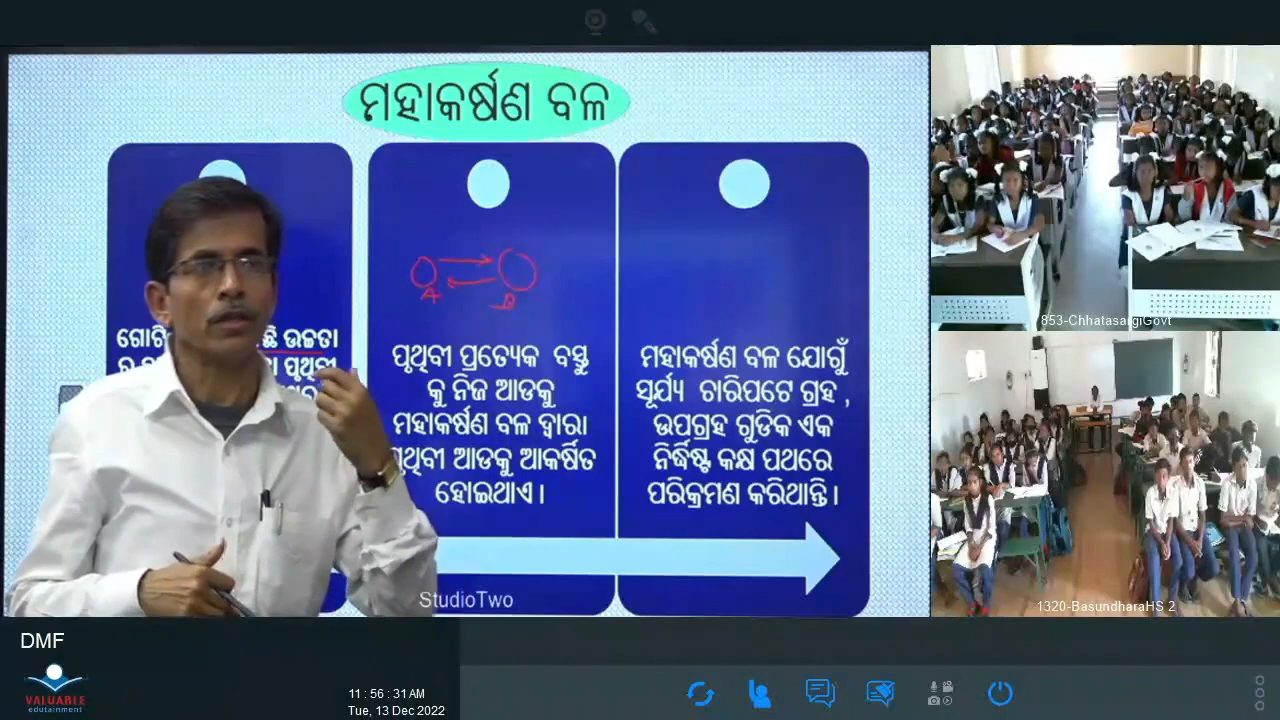 ମହାକର୍ଷଣ ବଳ
ଉଚ୍ଚତା
ପୃଥିବୀ
ପୃଥିବୀ ପ୍ରତ୍ୟେକ ବସ୍ତୁ
କୁ ନିଜ ଆଡକୁ
ମହାକର୍ଷଣ ବଳ ଦ୍ୱାରା
ପୃଥିବୀ ଆଡକୁ ଆକର୍ଷିତ
ହୋଇଥାଏ ।
A
B
ମହାକର୍ଷଣ ବଳ ଯୋଗୁଁ
ସୂର୍ଯ୍ୟ ଚାରିପଟେ ଗ୍ରହ ,
ଉପଗ୍ରହ ଗୁଡିକ ଏକ
ନିର୍ଦ୍ଧିଷ୍ଟ କକ୍ଷ ପଥରେ
ପରିକ୍ରମଣ କରିଥାନ୍ତି ।
StudioTwo
853-ChhatasargiGovt
1320-BasundharaHS 2
DMF
VALUABLE
edutainment
11 : 56 : 31 AM
Tue, 13 Dec 2022